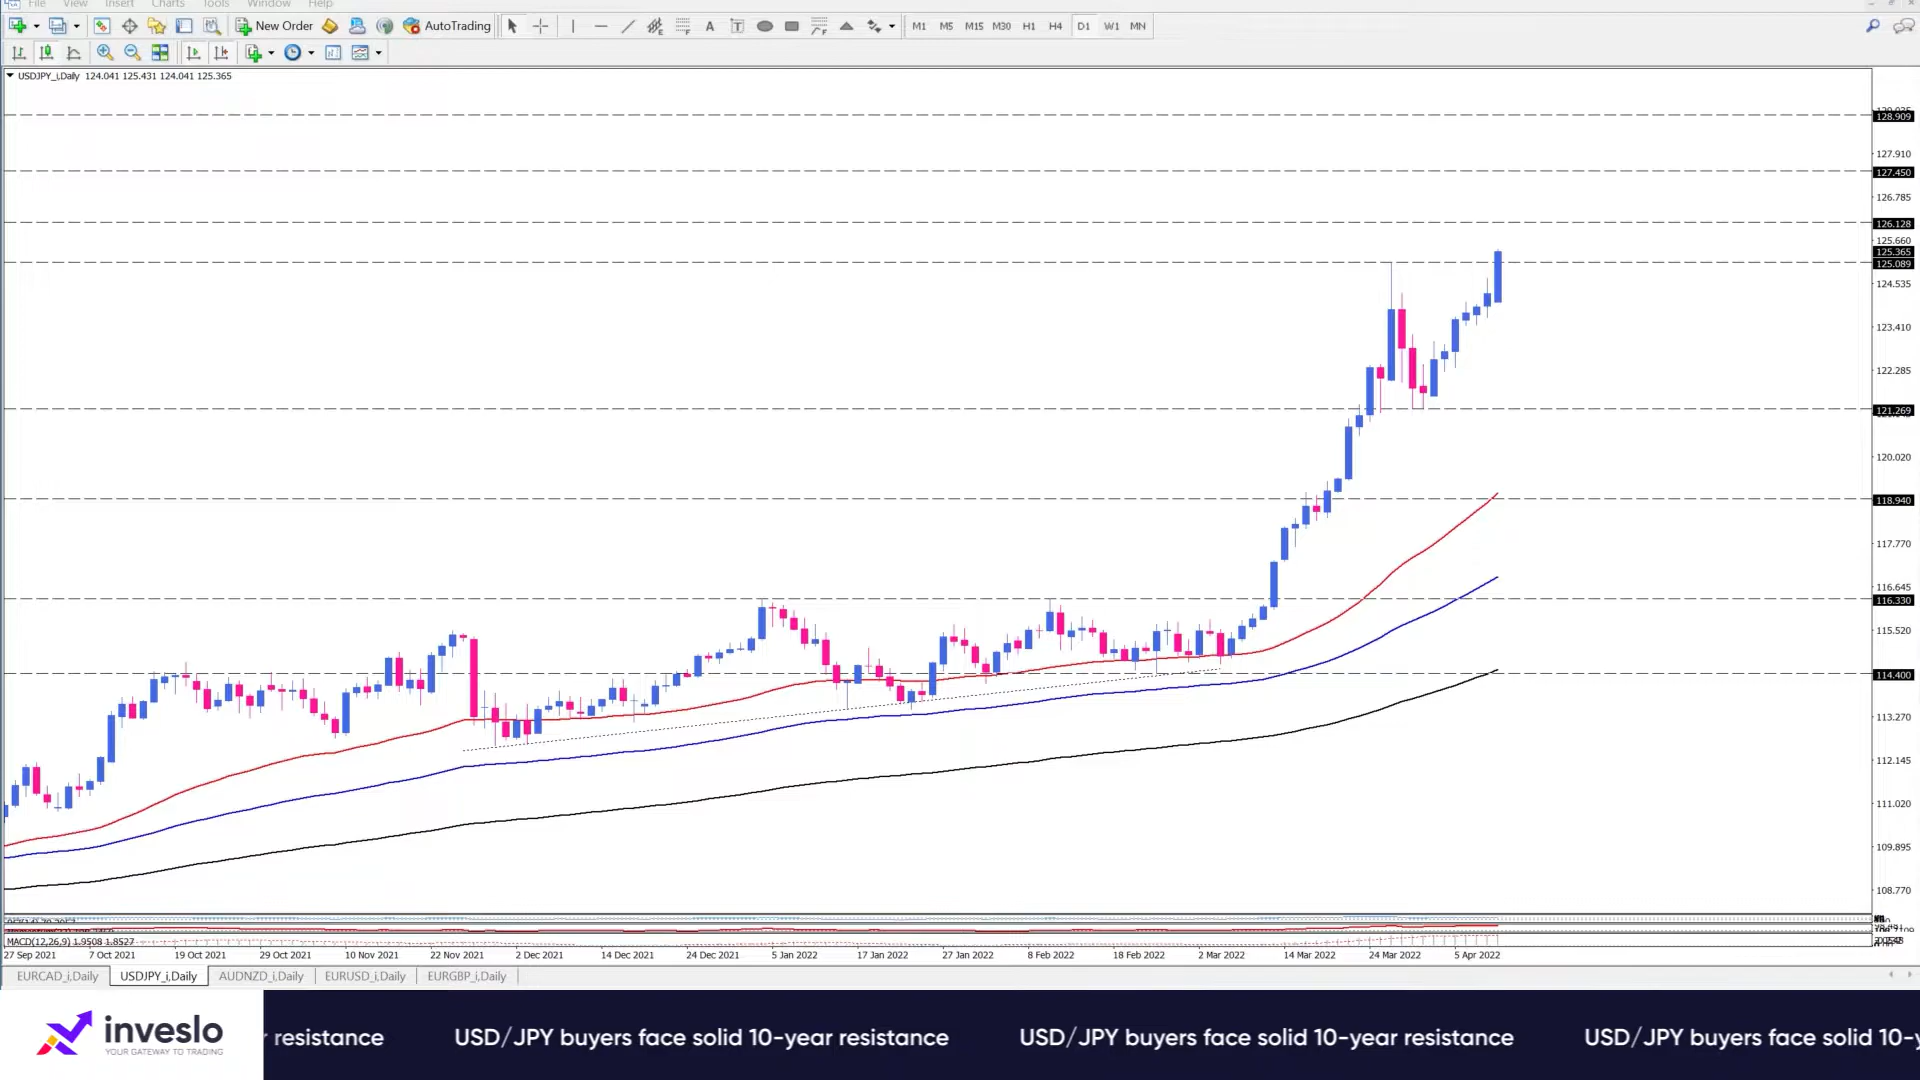 File View Insert Charts Tools Window Help
New Order AutoTrading A T M1 M5 M15 M30 H1 H4 D1 W1 MN
USDJPY_i,Daily 124.041 125.431 124.041 125.365
128.909
127.910
127.450
126.785
126.128
125.660
125.365
125.089
124.535
123.410
122.285
121.269
120.020
118.940
117.770
116.645
116.330
115.520
114.400
113.270
112.145
111.020
109.895
108.770
MACD(12,26,9) 1.9508 1.8527
27 Sep 2021 7 Oct 2021 19 Oct 2021 29 Oct 2021 10 Nov 2021 22 Nov 2021 2 Dec 2021 14 Dec 2021 24 Dec 2021 5 Jan 2022 17 Jan 2022 27 Jan 2022 8 Feb 2022 18 Feb 2022 2 Mar 2022 14 Mar 2022 24 Mar 2022 5 Apr 2022
EURCAD_i,Daily USDJPY_i,Daily AUDNZD_i,Daily EURUSD_i,Daily EURGBP_i,Daily
inveslo
YOUR GATEWAY TO TRADING
resistance USD/JPY buyers face solid 10-year resistance USD/JPY buyers face solid 10-year resistance USD/JPY buyers face solid 10-y